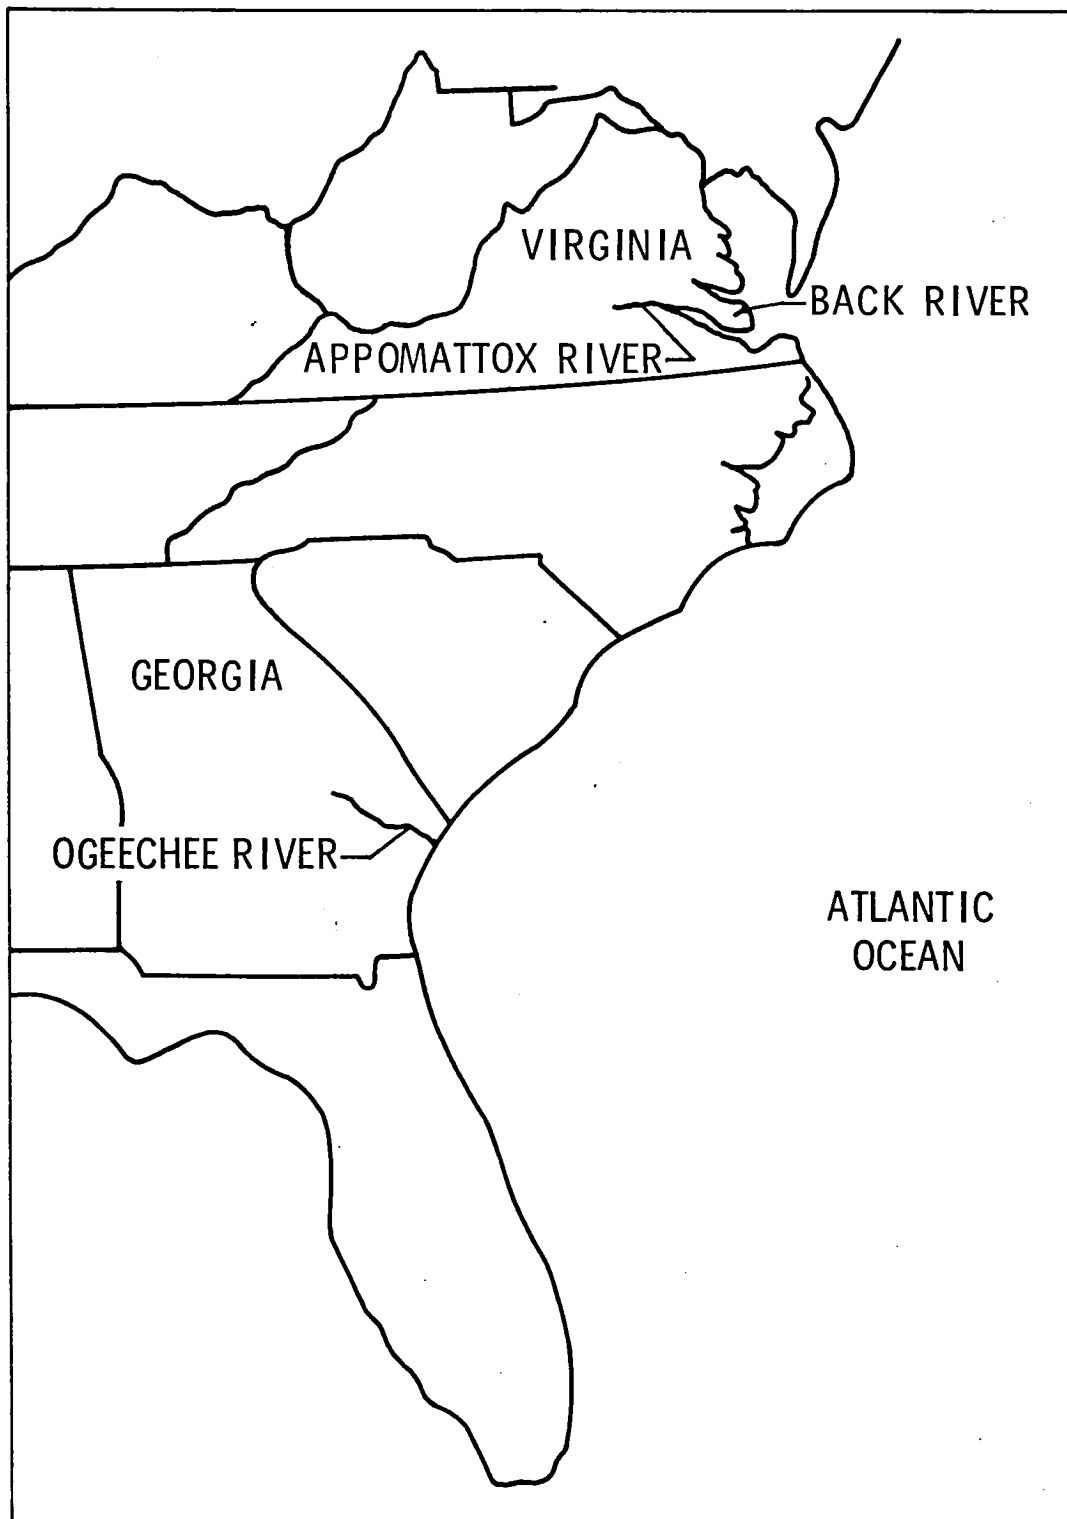 VIRGINIA
BACK RIVER
APPOMATTOX RIVER
GEORGIA
OGEECHEE RIVER
ATLANTIC
OCEAN